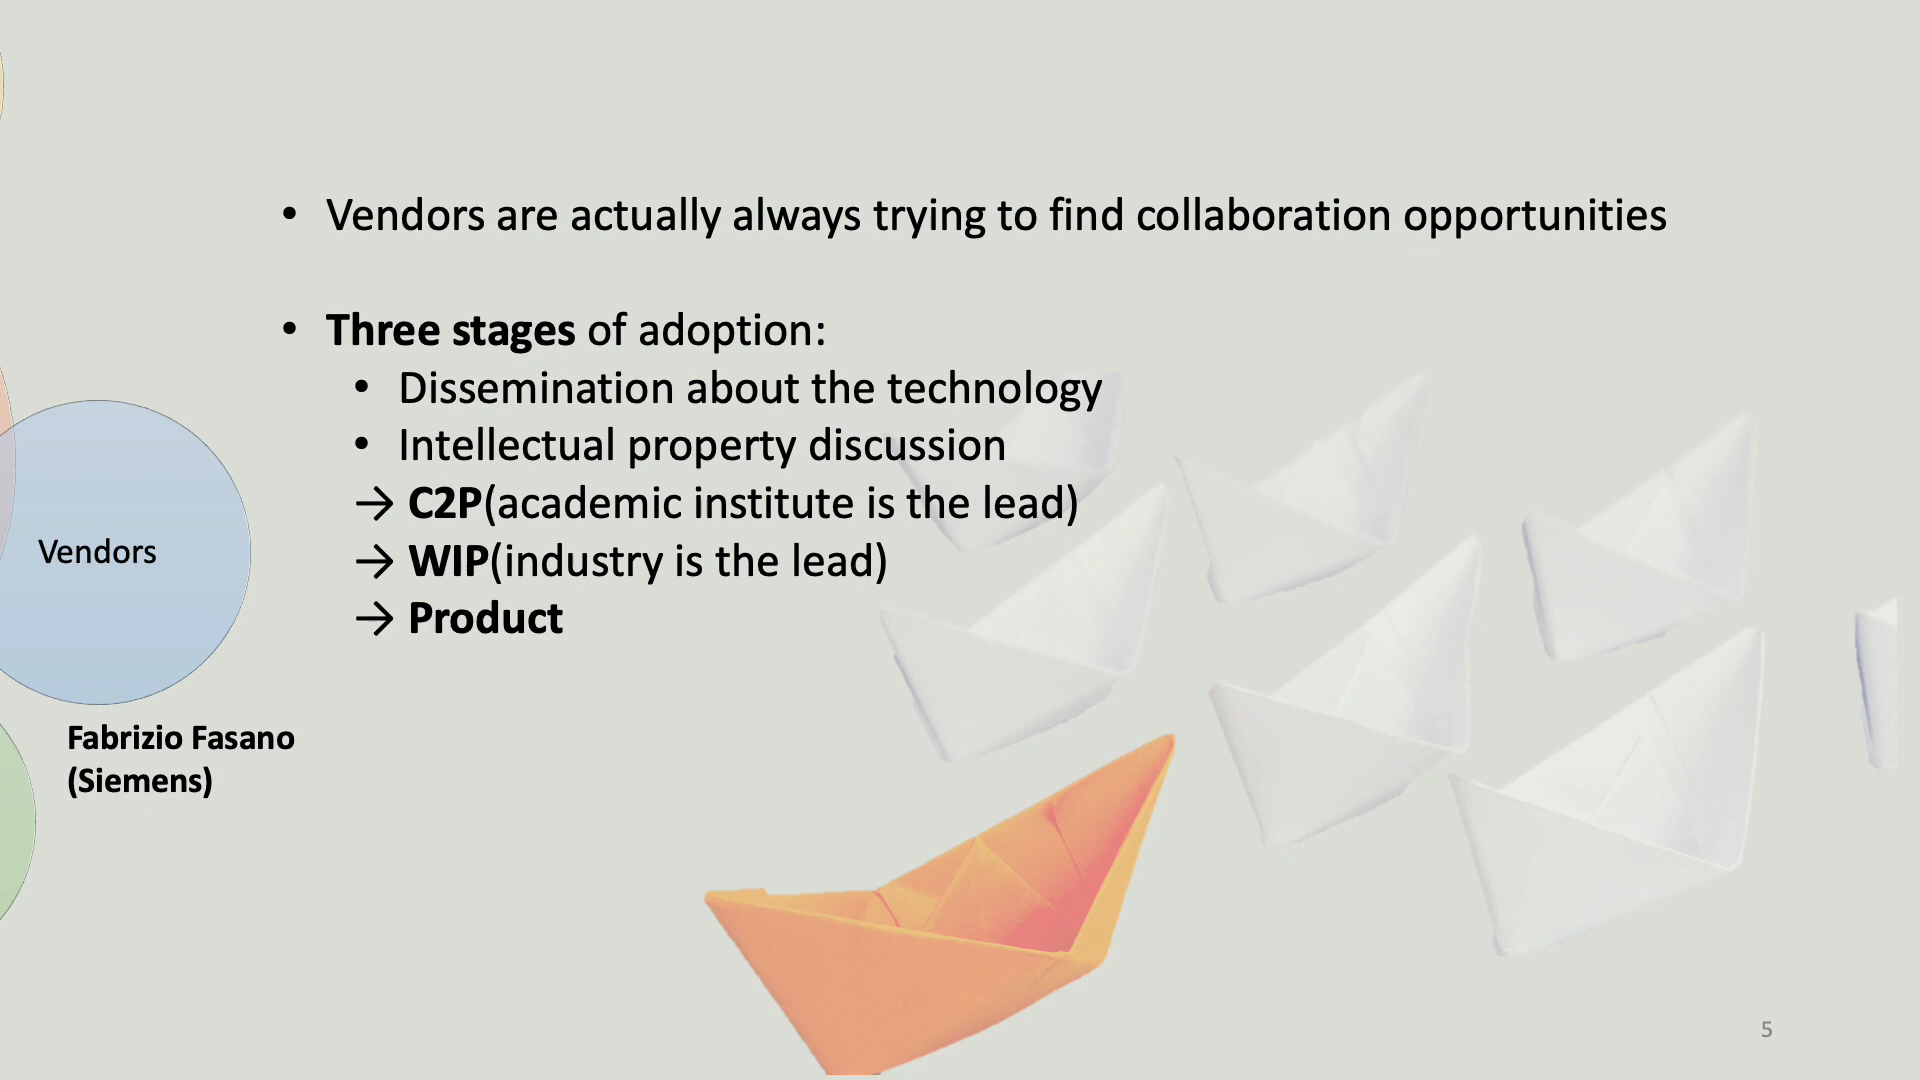 • Vendors are actually always trying to find collaboration opportunities
• Three stages of adoption:
• Dissemination about the technology
• Intellectual property discussion
→ C2P(academic institute is the lead)
→ WIP(industry is the lead)
→ Product
Vendors
Fabrizio Fasano
(Siemens)
5